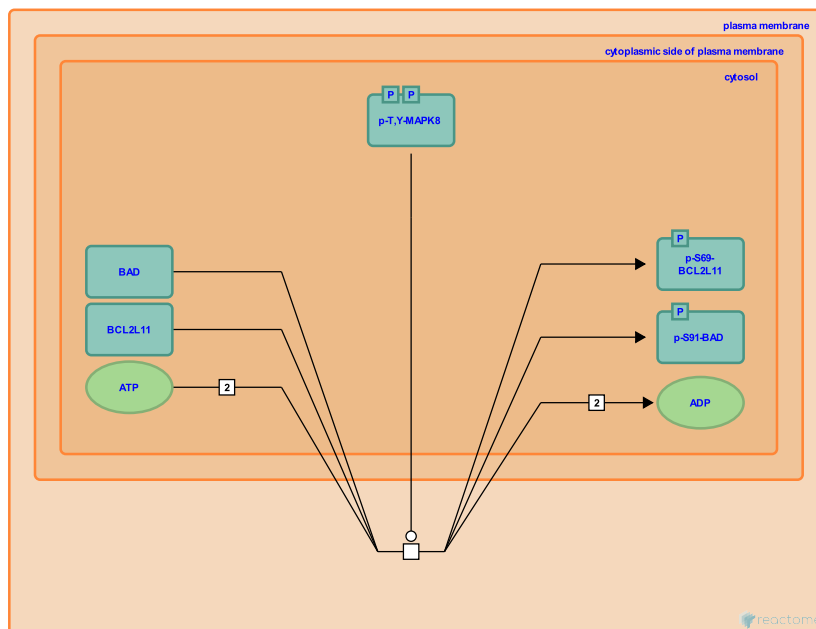 plasma membrane
cytoplasmic side of plasma membrane
cytosol
P P
p-T,Y-MAPK8
BAD
BCL2L11
ATP
2
P
p-S69-
BCL2L11
P
p-S91-BAD
2
ADP
reactome